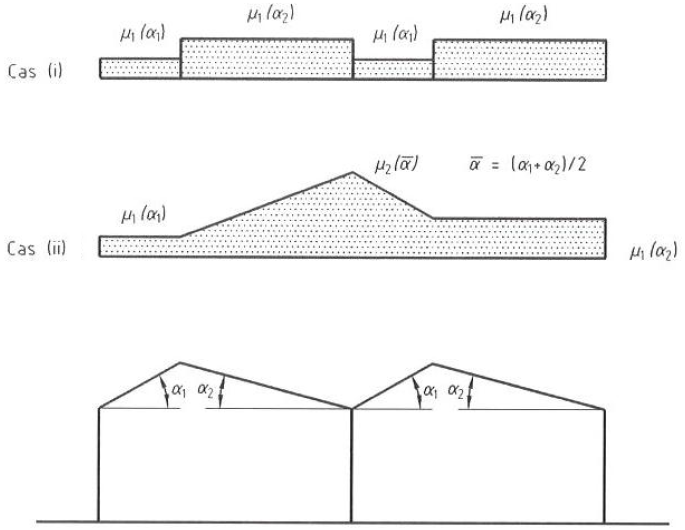 μ₁(α₁) μ₁(α₂) μ₁(α₁) μ₁(α₂)
Cas (i)
μ₂(ᾱ) ᾱ = (α₁+α₂)/2
μ₁(α₁)
Cas (ii) μ₁(α₂)
α₁ α₂ α₁ α₂